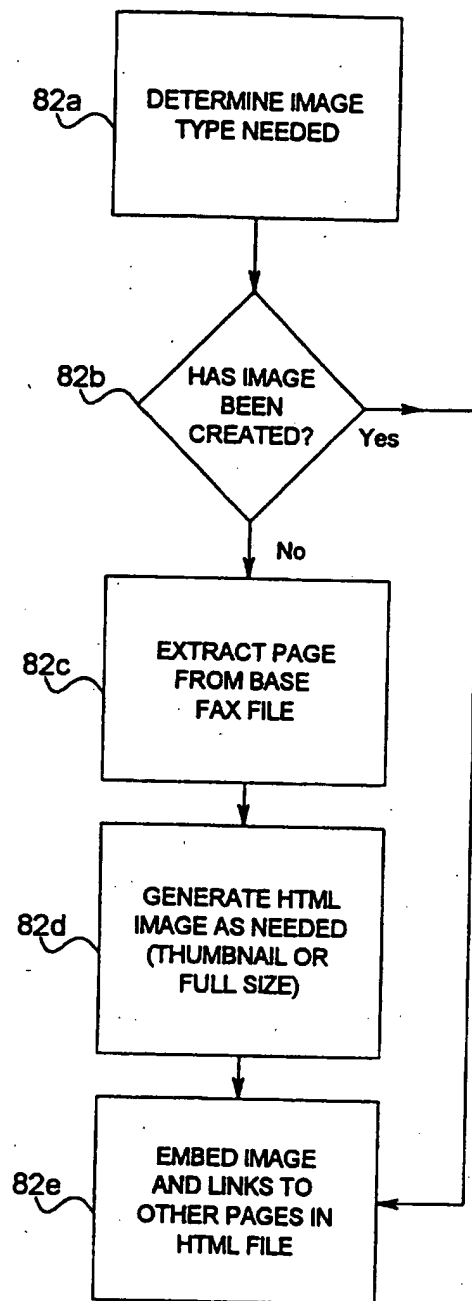 82a
DETERMINE IMAGE
TYPE NEEDED
82b
HAS IMAGE
BEEN
CREATED?
Yes
No
82c
EXTRACT PAGE
FROM BASE
FAX FILE
82d
GENERATE HTML
IMAGE AS NEEDED
(THUMBNAIL OR
FULL SIZE)
82e
EMBED IMAGE
AND LINKS TO
OTHER PAGES IN
HTML FILE